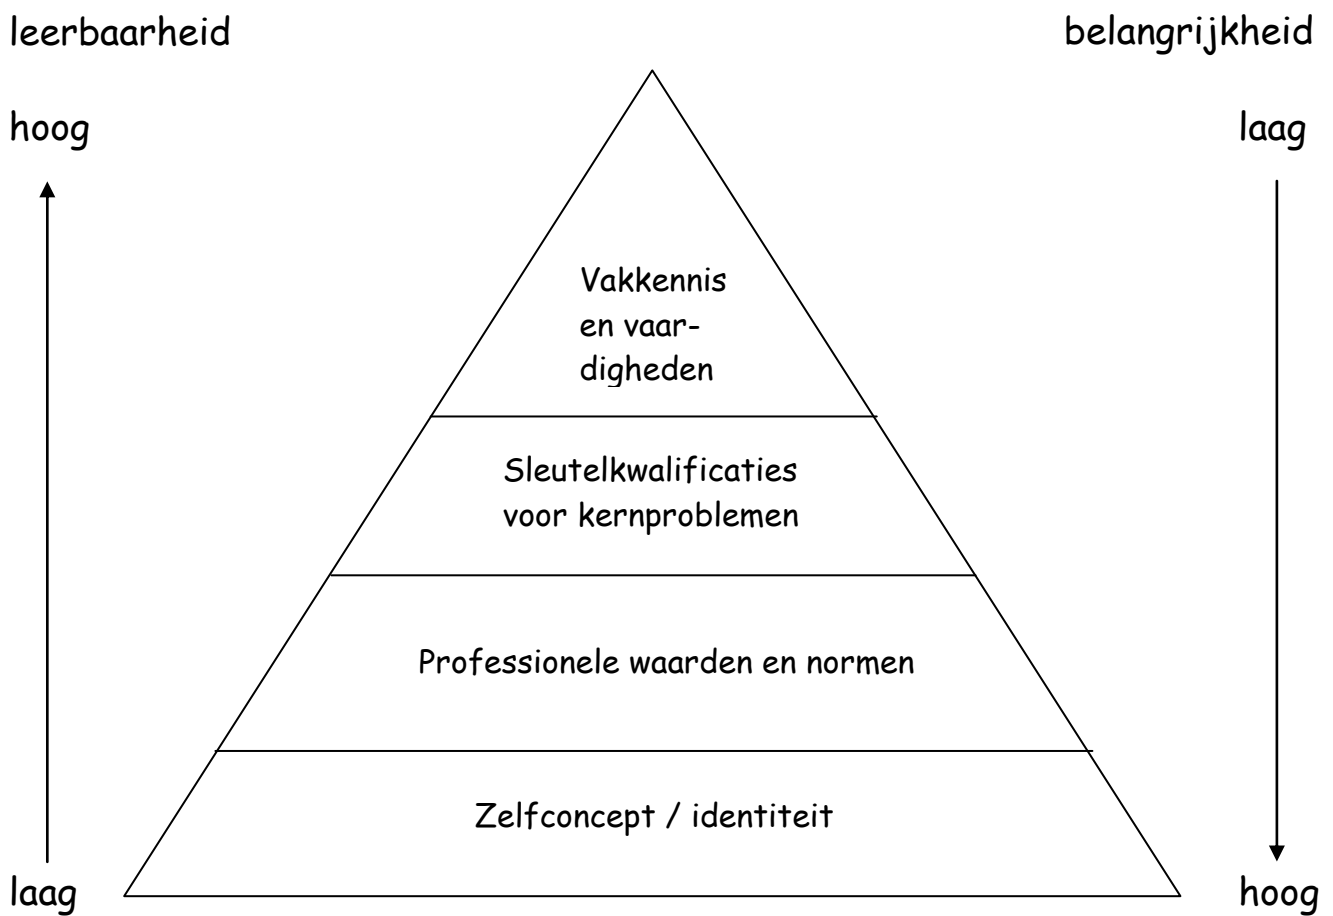 leerbaarheid
belangrijkheid
hoog
laag
Vakkennis
en vaar-
digheden
Sleutelkwalificaties
voor kernproblemen
Professionele waarden en normen
Zelfconcept / identiteit
laag
hoog